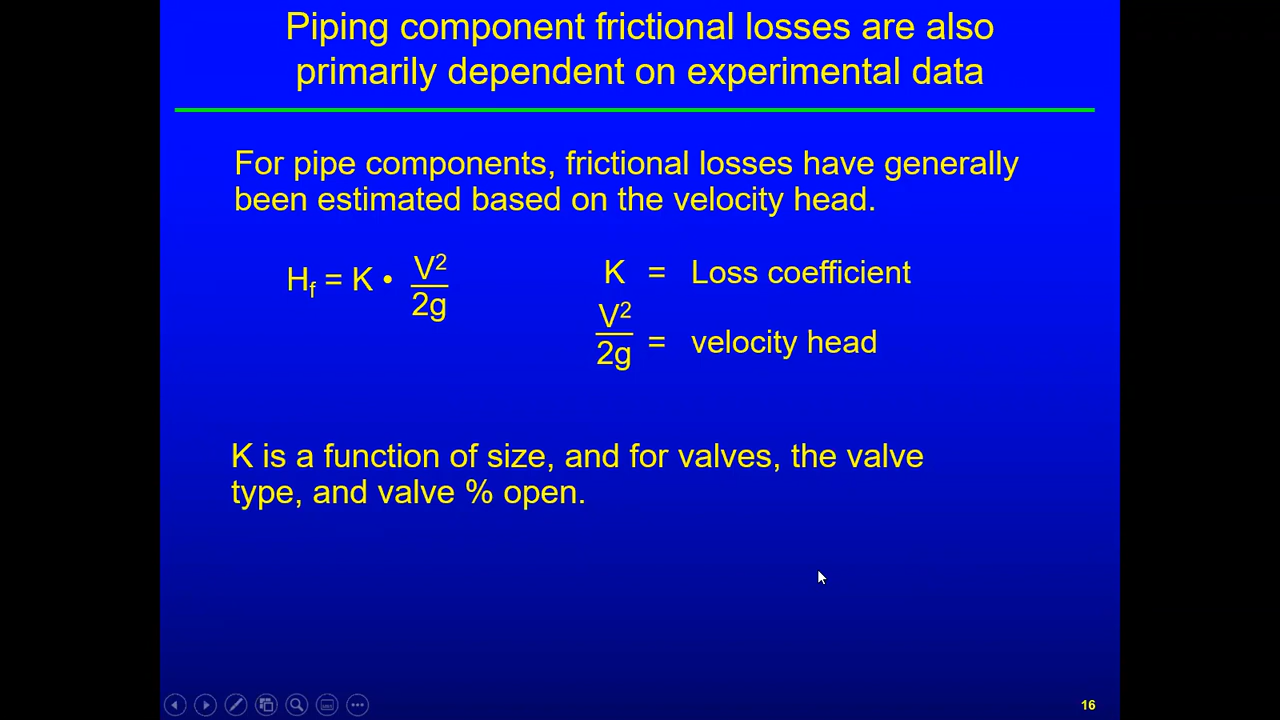 Piping component frictional losses are also
primarily dependent on experimental data
For pipe components, frictional losses have generally
been estimated based on the velocity head.
H_f = K • V²/2g
K = Loss coefficient
V²/2g = velocity head
K is a function of size, and for valves, the valve
type, and valve % open.
16